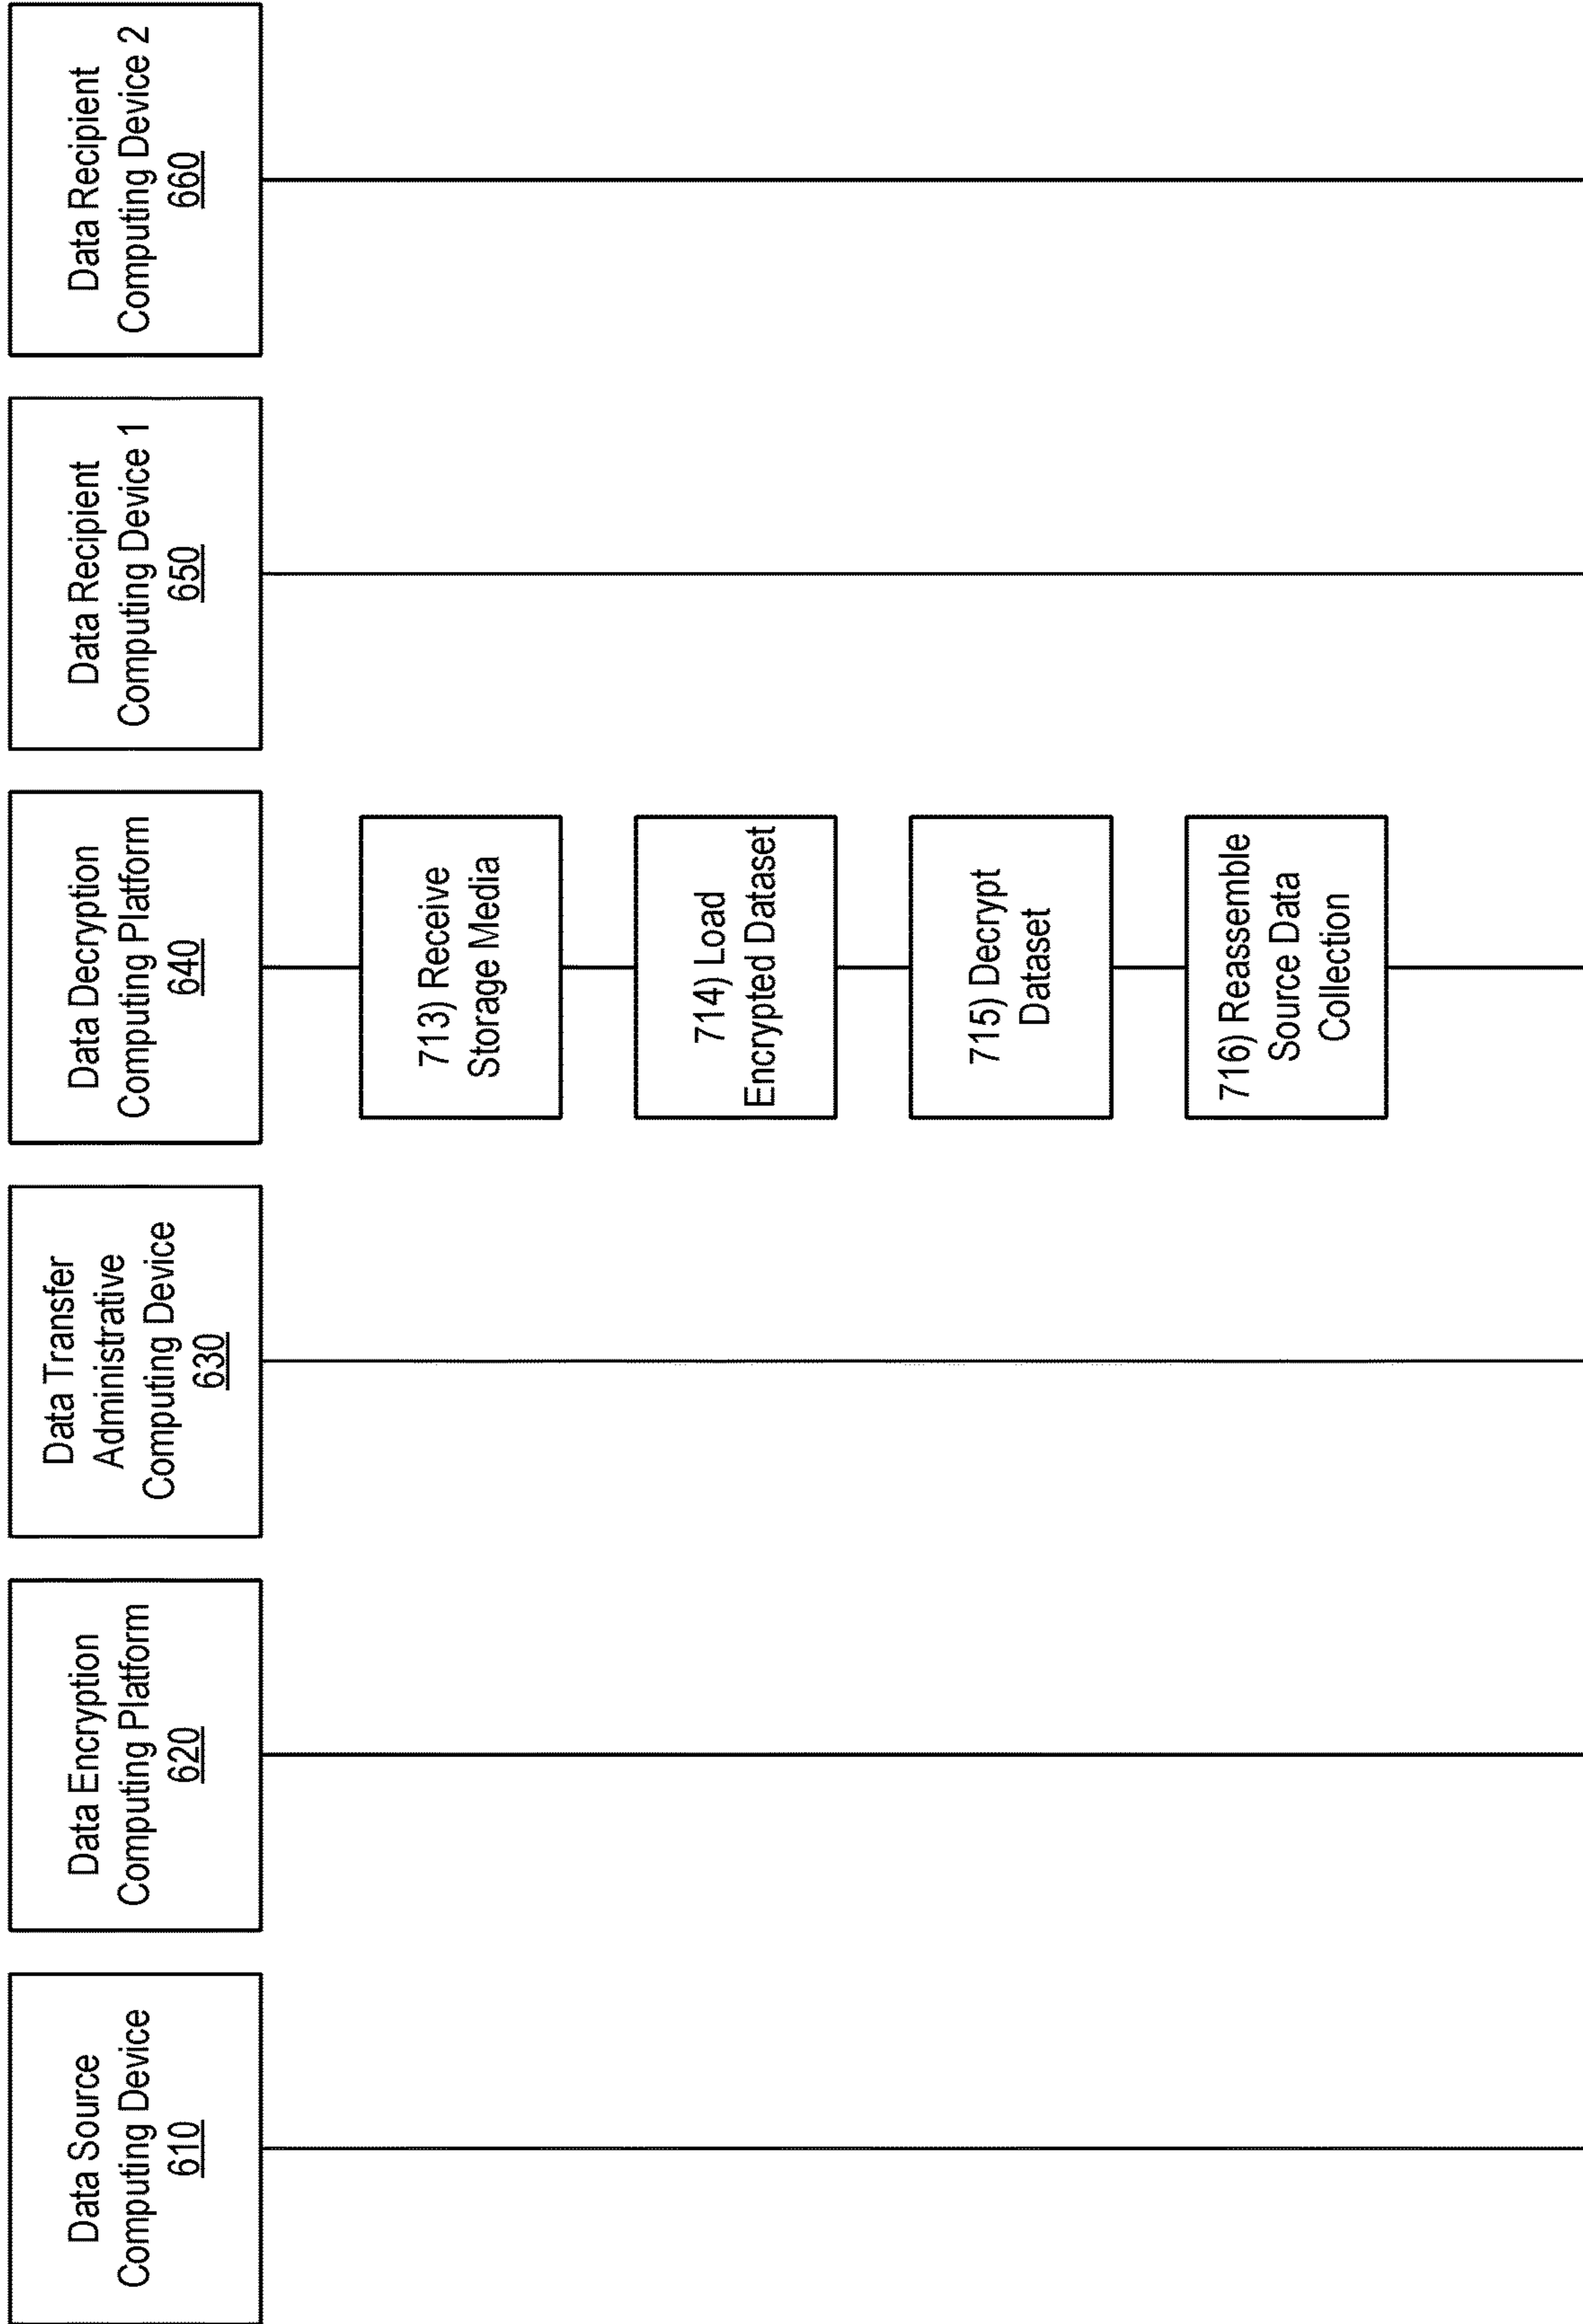 Data Source
Computing Device
610
Data Encryption
Computing Platform
620
Data Transfer
Administrative
Computing Device
630
Data Decryption
Computing Platform
640
Data Recipient
Computing Device 1
650
Data Recipient
Computing Device 2
660
713) Receive
Storage Media
714) Load
Encrypted Dataset
715) Decrypt
Dataset
716) Reassemble
Source Data
Collection